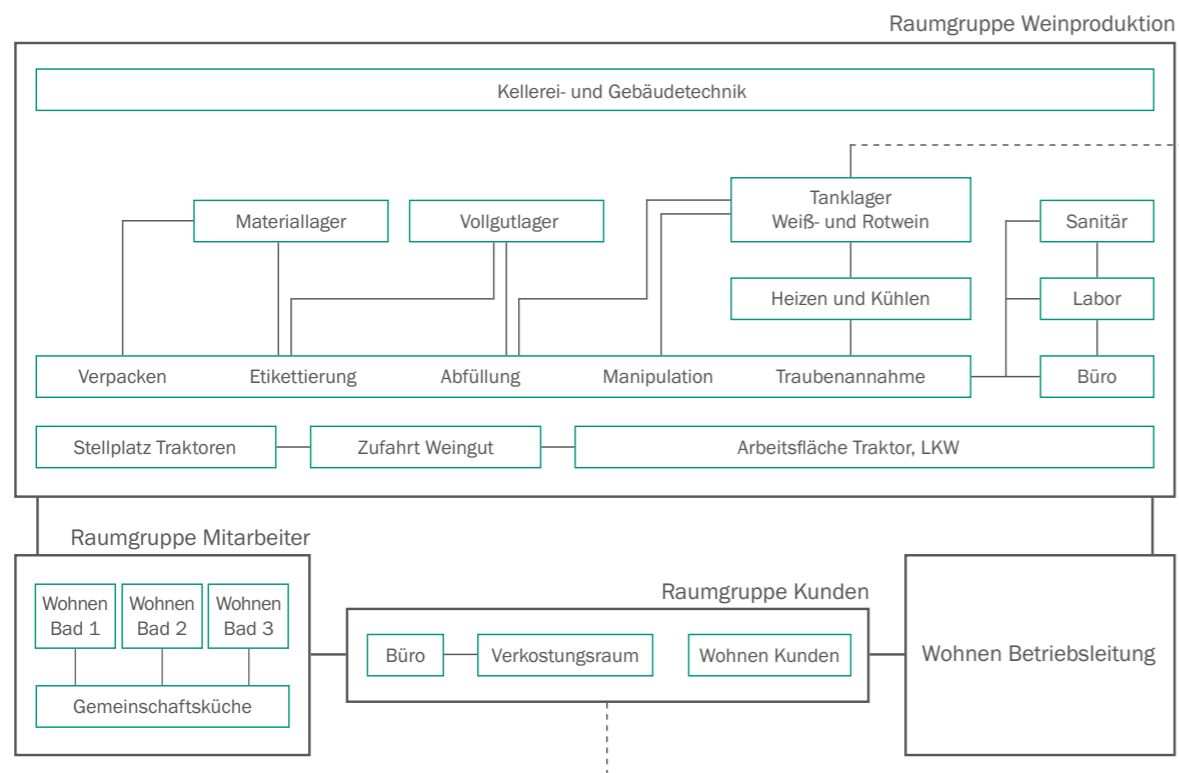 Raumgruppe Weinproduktion
Kellerei- und Gebäudetechnik
Tanklager
Weiß- und Rotwein
Materiallager
Vollgutlager
Sanitär
Heizen und Kühlen
Labor
Verpacken
Etikettierung
Abfüllung
Manipulation
Traubenannahme
Büro
Stellplatz Traktoren
Zufahrt Weingut
Arbeitsfläche Traktor, LKW
Raumgruppe Mitarbeiter
Wohnen
Bad 1
Wohnen
Bad 2
Wohnen
Bad 3
Gemeinschaftsküche
Raumgruppe Kunden
Büro
Verkostungsraum
Wohnen Kunden
Wohnen Betriebsleitung